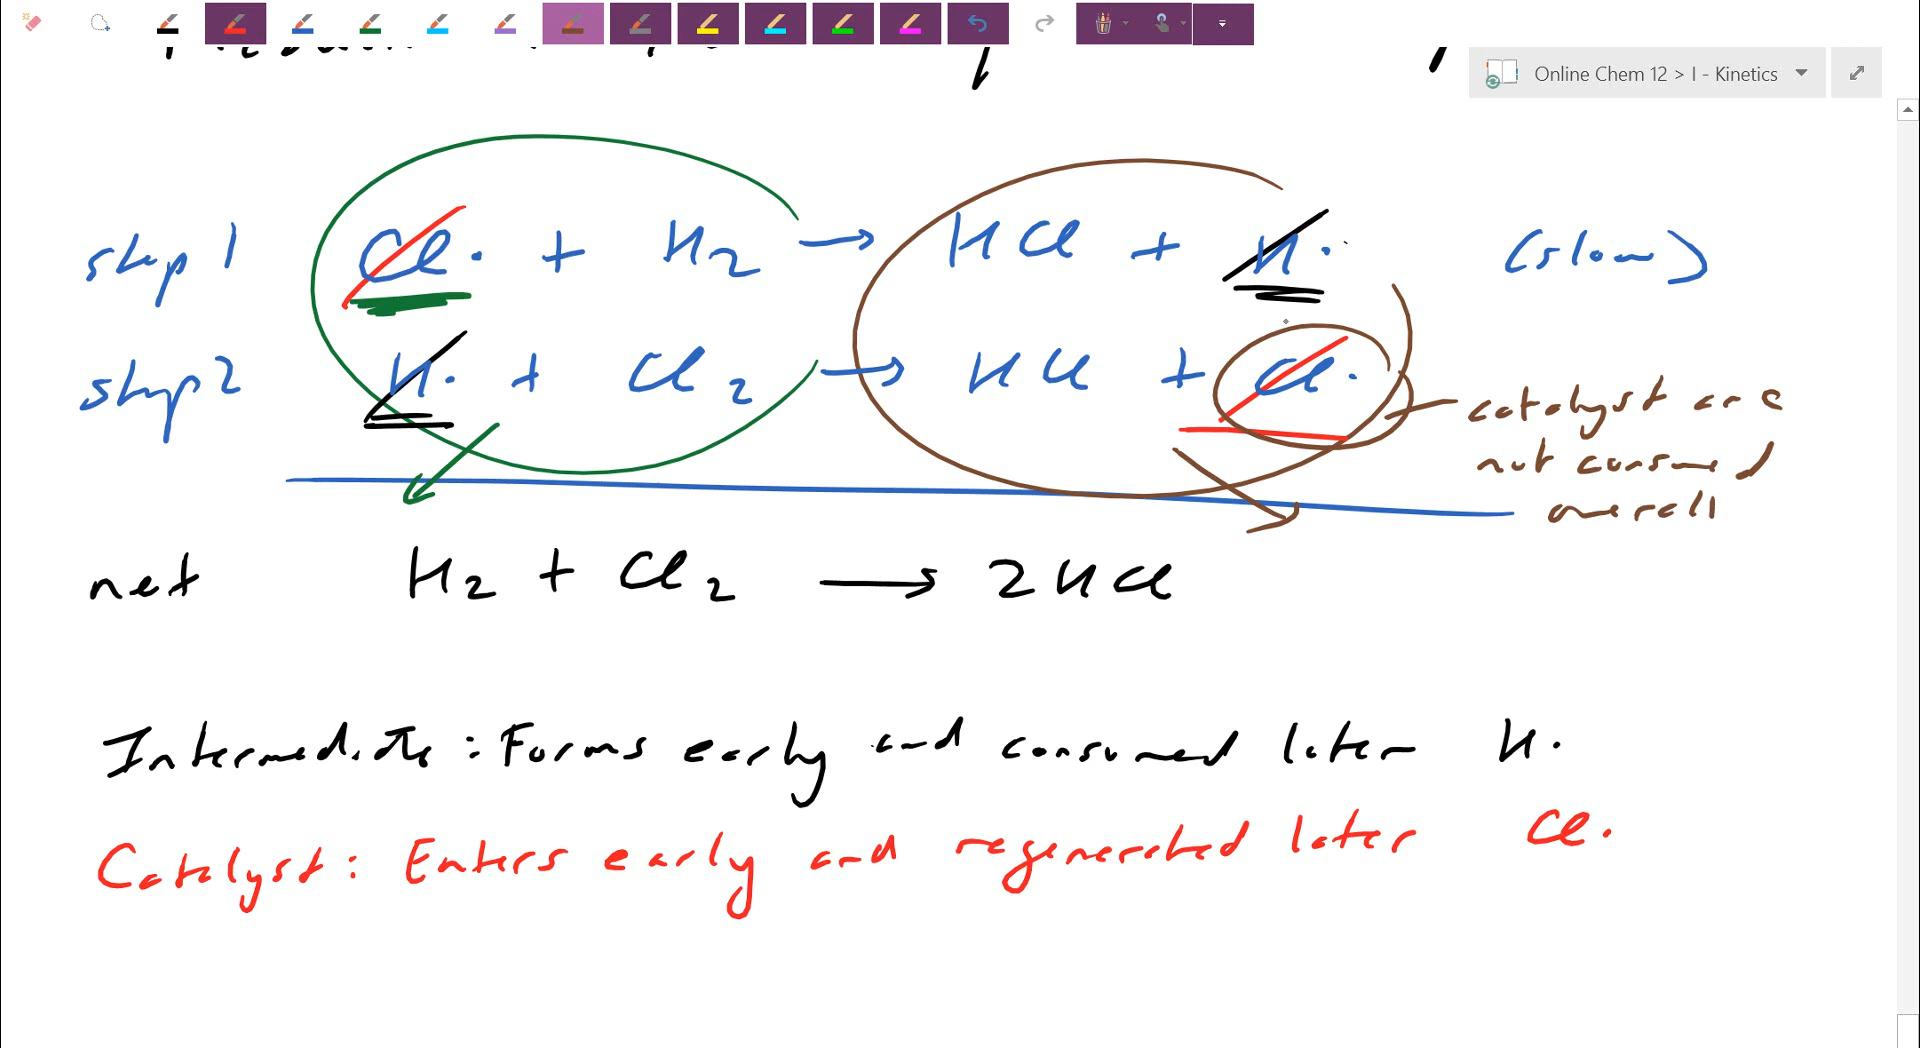 Online Chem 12 > I - Kinetics
step 1 Cl· + H2 → HCl + H· (slow)
step 2 H· + Cl2 → HCl + Cl·
catalyst are
not consumed
overall
net H2 + Cl2 → 2HCl
Intermediate : Forms early and consumed later H·
Catalyst : Enters early and regenerated later Cl·